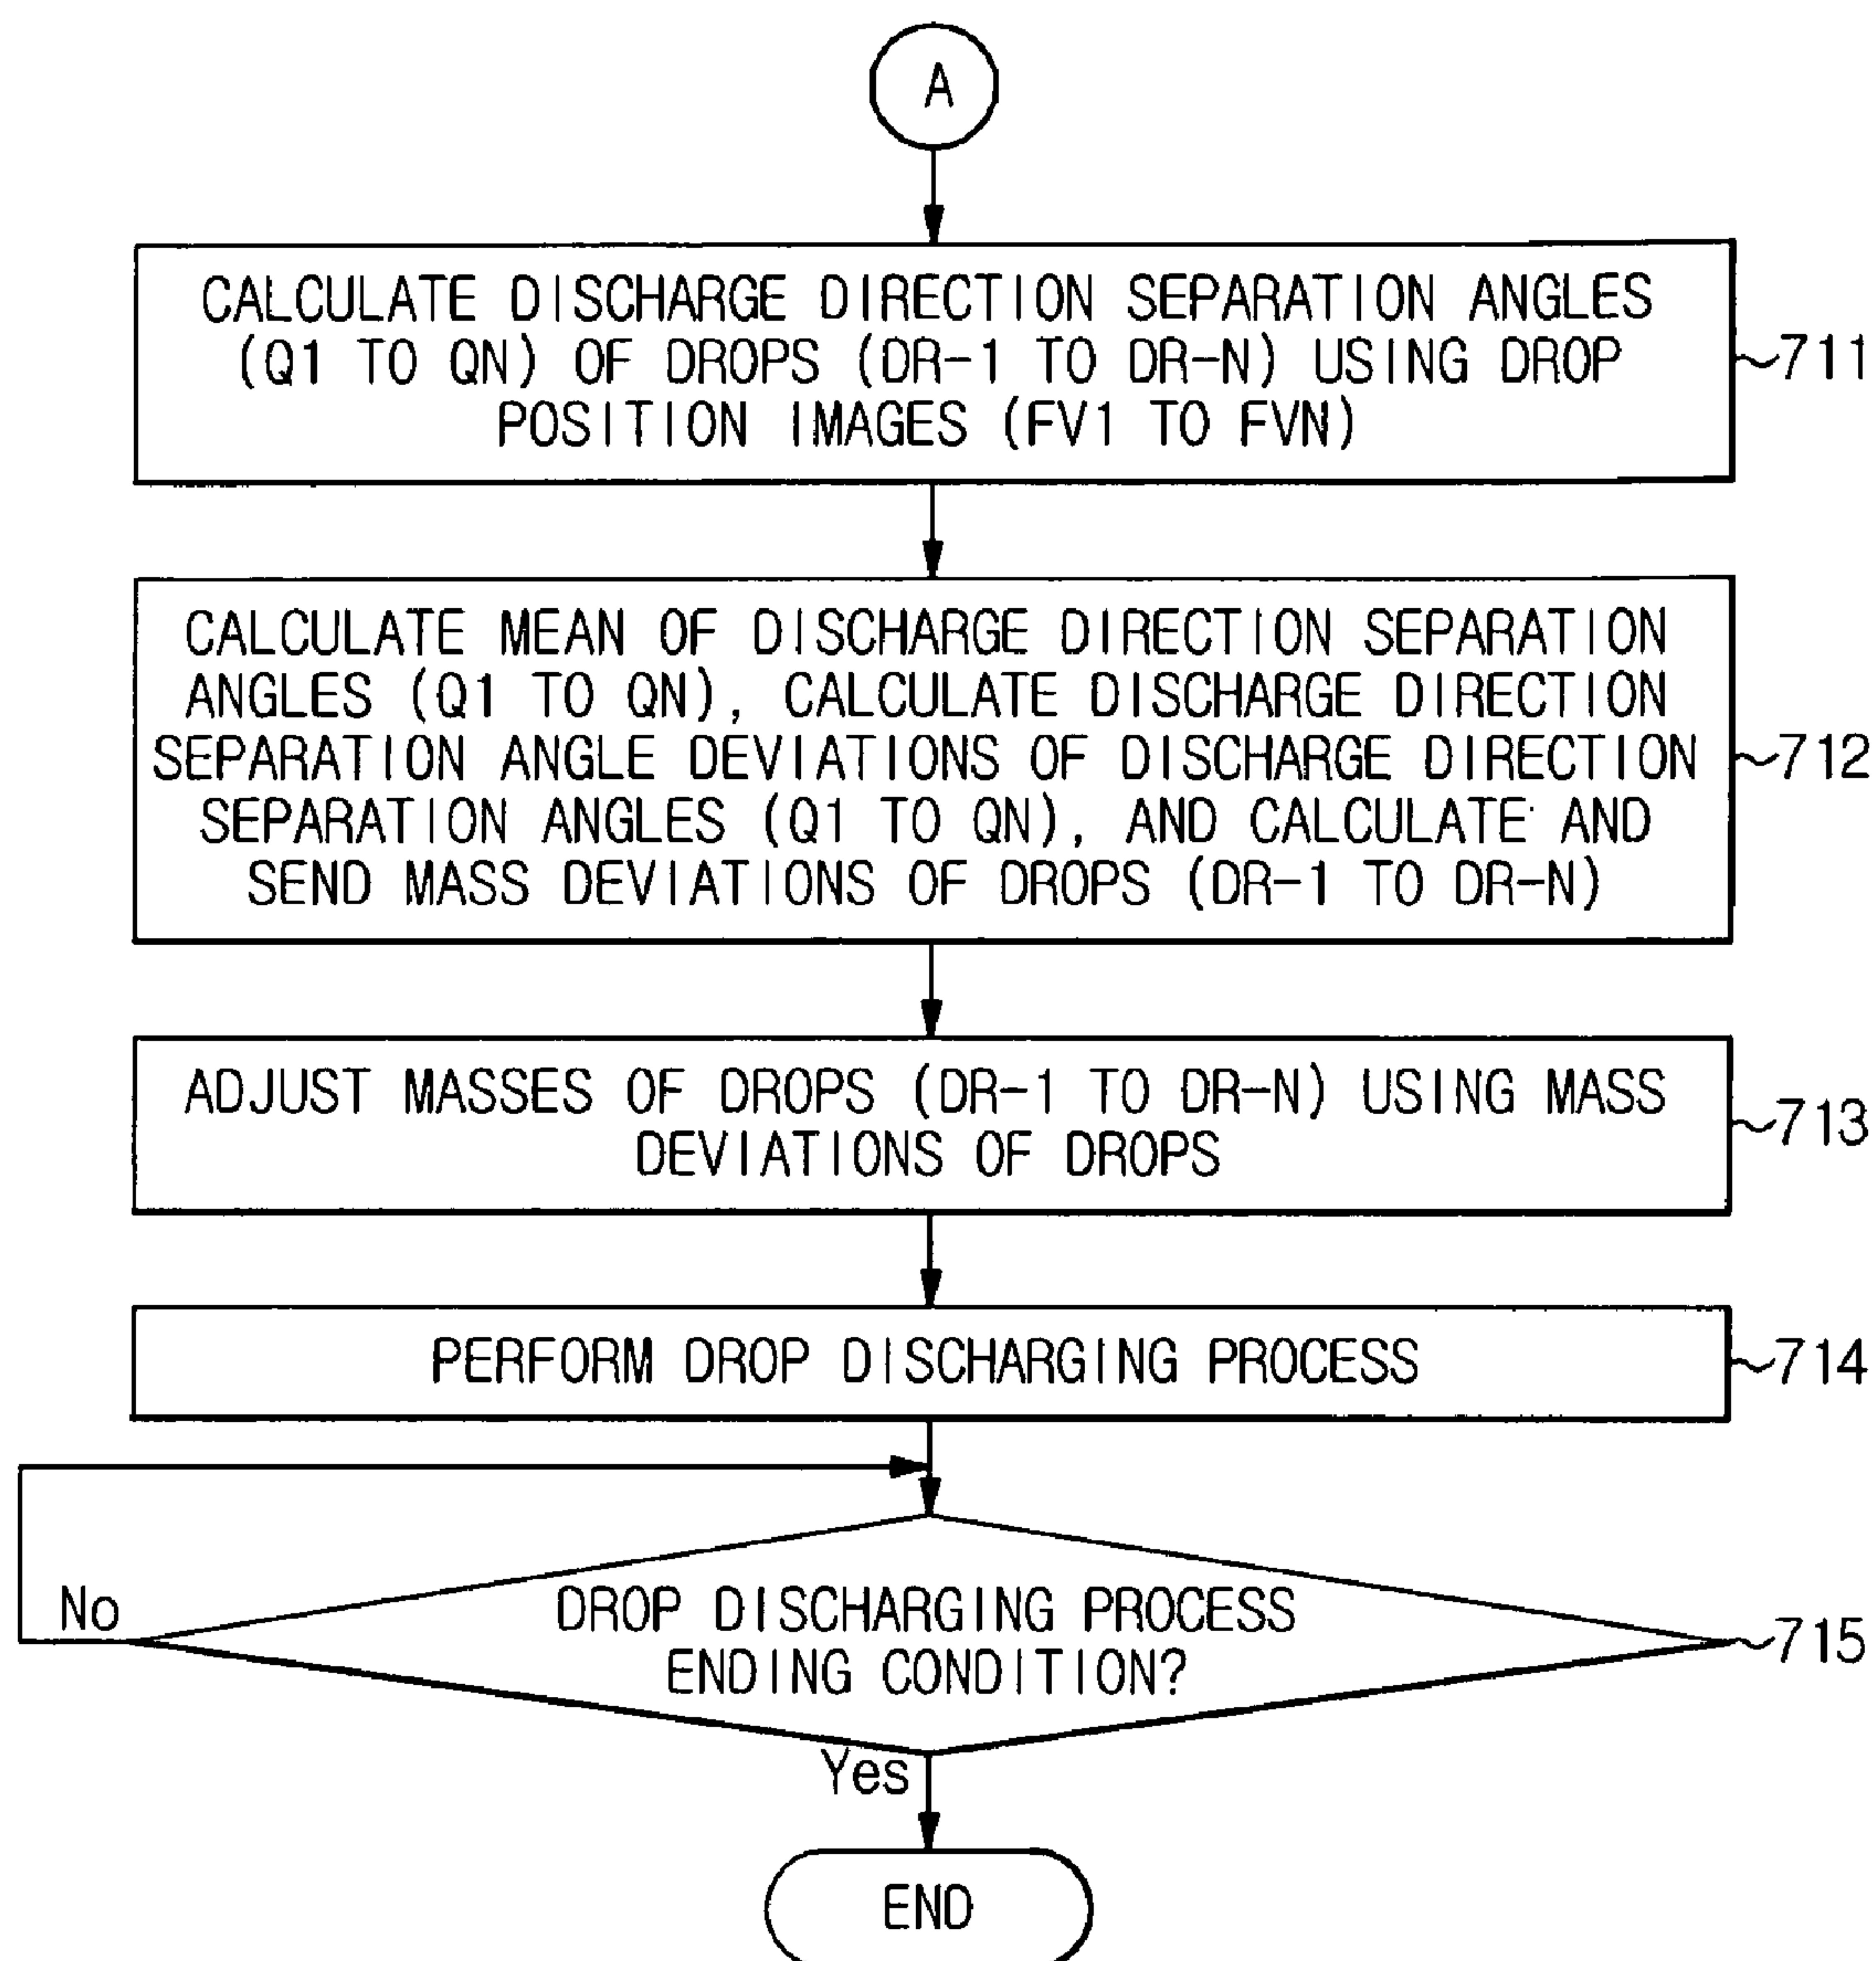 A
CALCULATE DISCHARGE DIRECTION SEPARATION ANGLES
(Q1 TO QN) OF DROPS (DR-1 TO DR-N) USING DROP
POSITION IMAGES (FV1 TO FVN)
711
CALCULATE MEAN OF DISCHARGE DIRECTION SEPARATION
ANGLES (Q1 TO QN), CALCULATE DISCHARGE DIRECTION
SEPARATION ANGLE DEVIATIONS OF DISCHARGE DIRECTION
SEPARATION ANGLES (Q1 TO QN), AND CALCULATE AND
SEND MASS DEVIATIONS OF DROPS (DR-1 TO DR-N)
712
ADJUST MASSES OF DROPS (DR-1 TO DR-N) USING MASS
DEVIATIONS OF DROPS
713
PERFORM DROP DISCHARGING PROCESS
714
No
DROP DISCHARGING PROCESS
ENDING CONDITION?
715
Yes
END